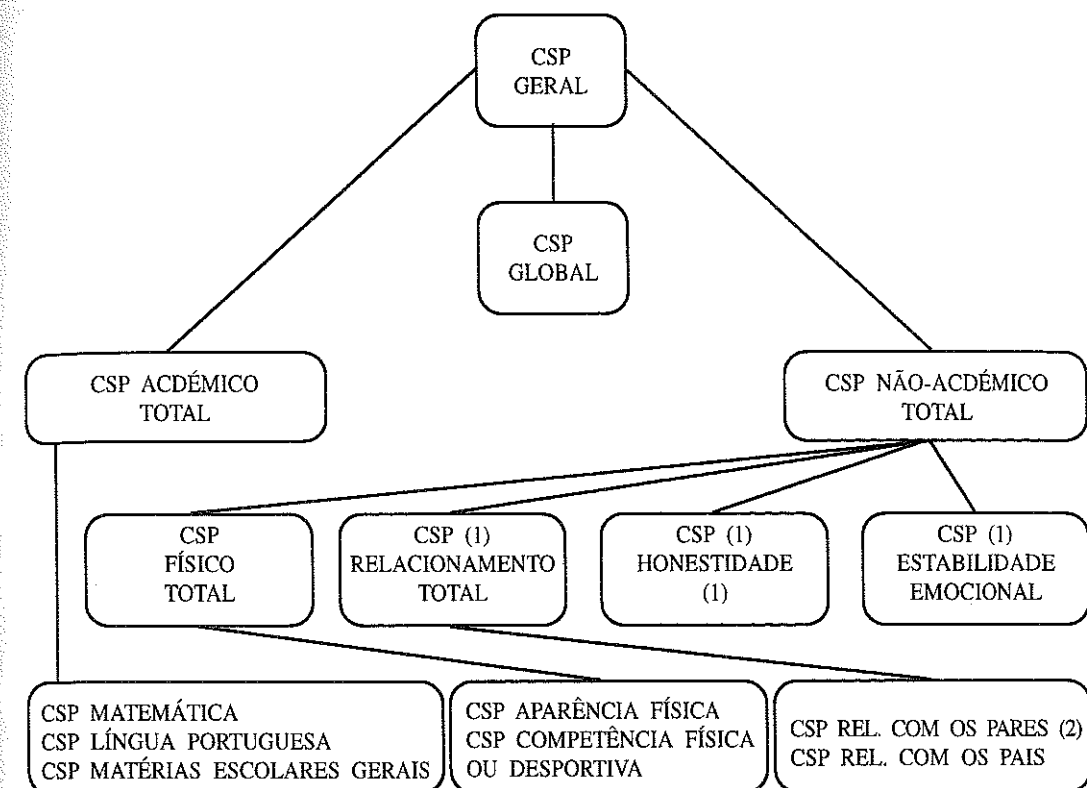 CSP
GERAL
CSP
GLOBAL
CSP ACDÉMICO
TOTAL
CSP NÃO-ACDÉMICO
TOTAL
CSP
FÍSICO
TOTAL
CSP (1)
RELACIONAMENTO
TOTAL
CSP (1)
HONESTIDADE
(1)
CSP (1)
ESTABILIDADE
EMOCIONAL
CSP MATEMÁTICA
CSP LÍNGUA PORTUGUESA
CSP MATÉRIAS ESCOLARES GERAIS
CSP APARÊNCIA FÍSICA
CSP COMPETÊNCIA FÍSICA
OU DESPORTIVA
CSP REL. COM OS PARES (2)
CSP REL. COM OS PAIS